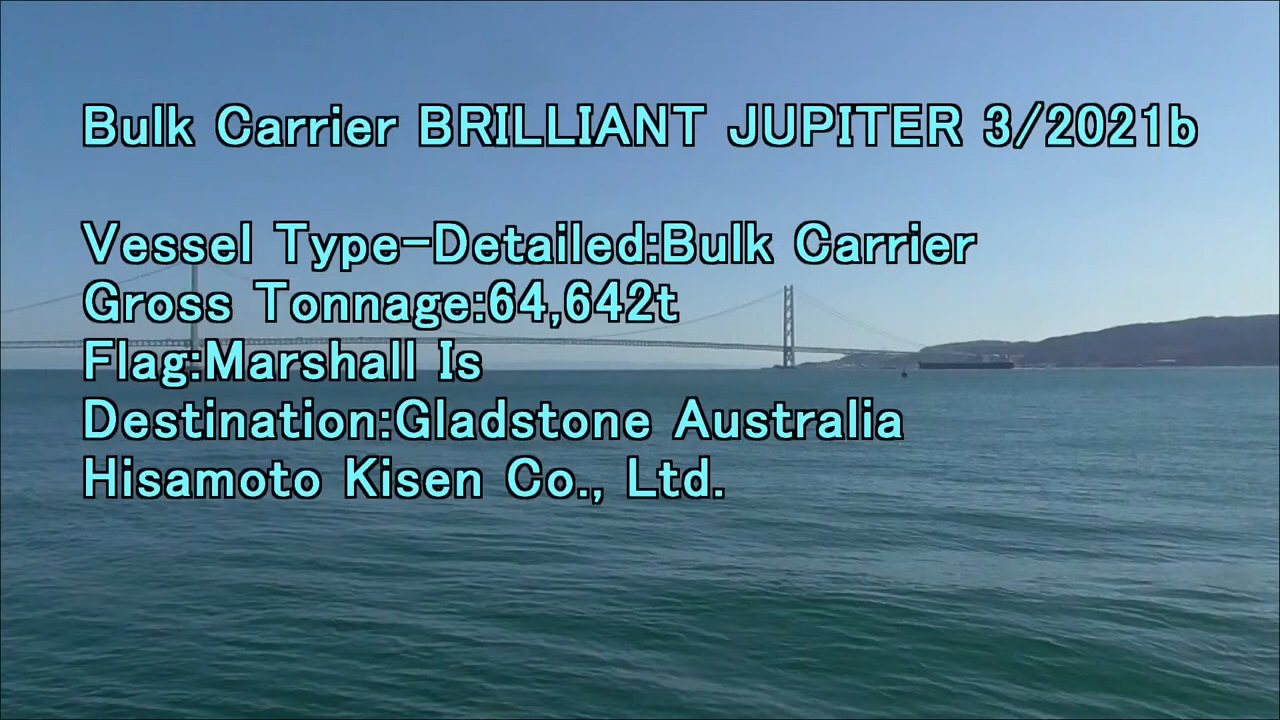 Bulk Carrier BRILLIANT JUPITER 3/2021b
Vessel Type-Detailed:Bulk Carrier
Gross Tonnage:64,642t
Flag:Marshall Is
Destination:Gladstone Australia
Hisamoto Kisen Co., Ltd.